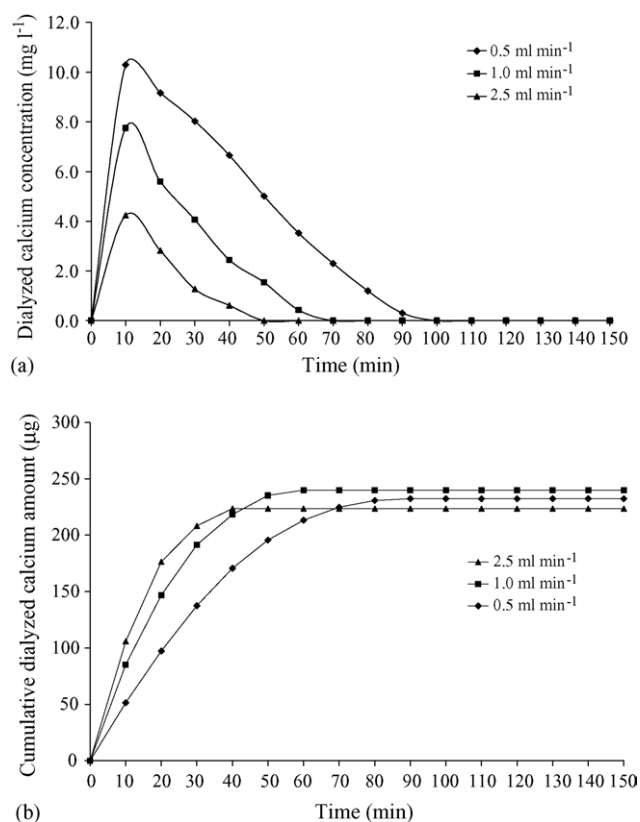 (a)
Dialyzed calcium concentration (mg l⁻¹)
12.0
10.0
8.0
6.0
4.0
2.0
0.0
0 10 20 30 40 50 60 70 80 90 100 110 120 130 140 150
Time (min)
0.5 ml min⁻¹
1.0 ml min⁻¹
2.5 ml min⁻¹
(b)
Cumulative dialyzed calcium amount (µg)
300
250
200
150
100
50
0
0 10 20 30 40 50 60 70 80 90 100 110 120 130 140 150
Time (min)
2.5 ml min⁻¹
1.0 ml min⁻¹
0.5 ml min⁻¹